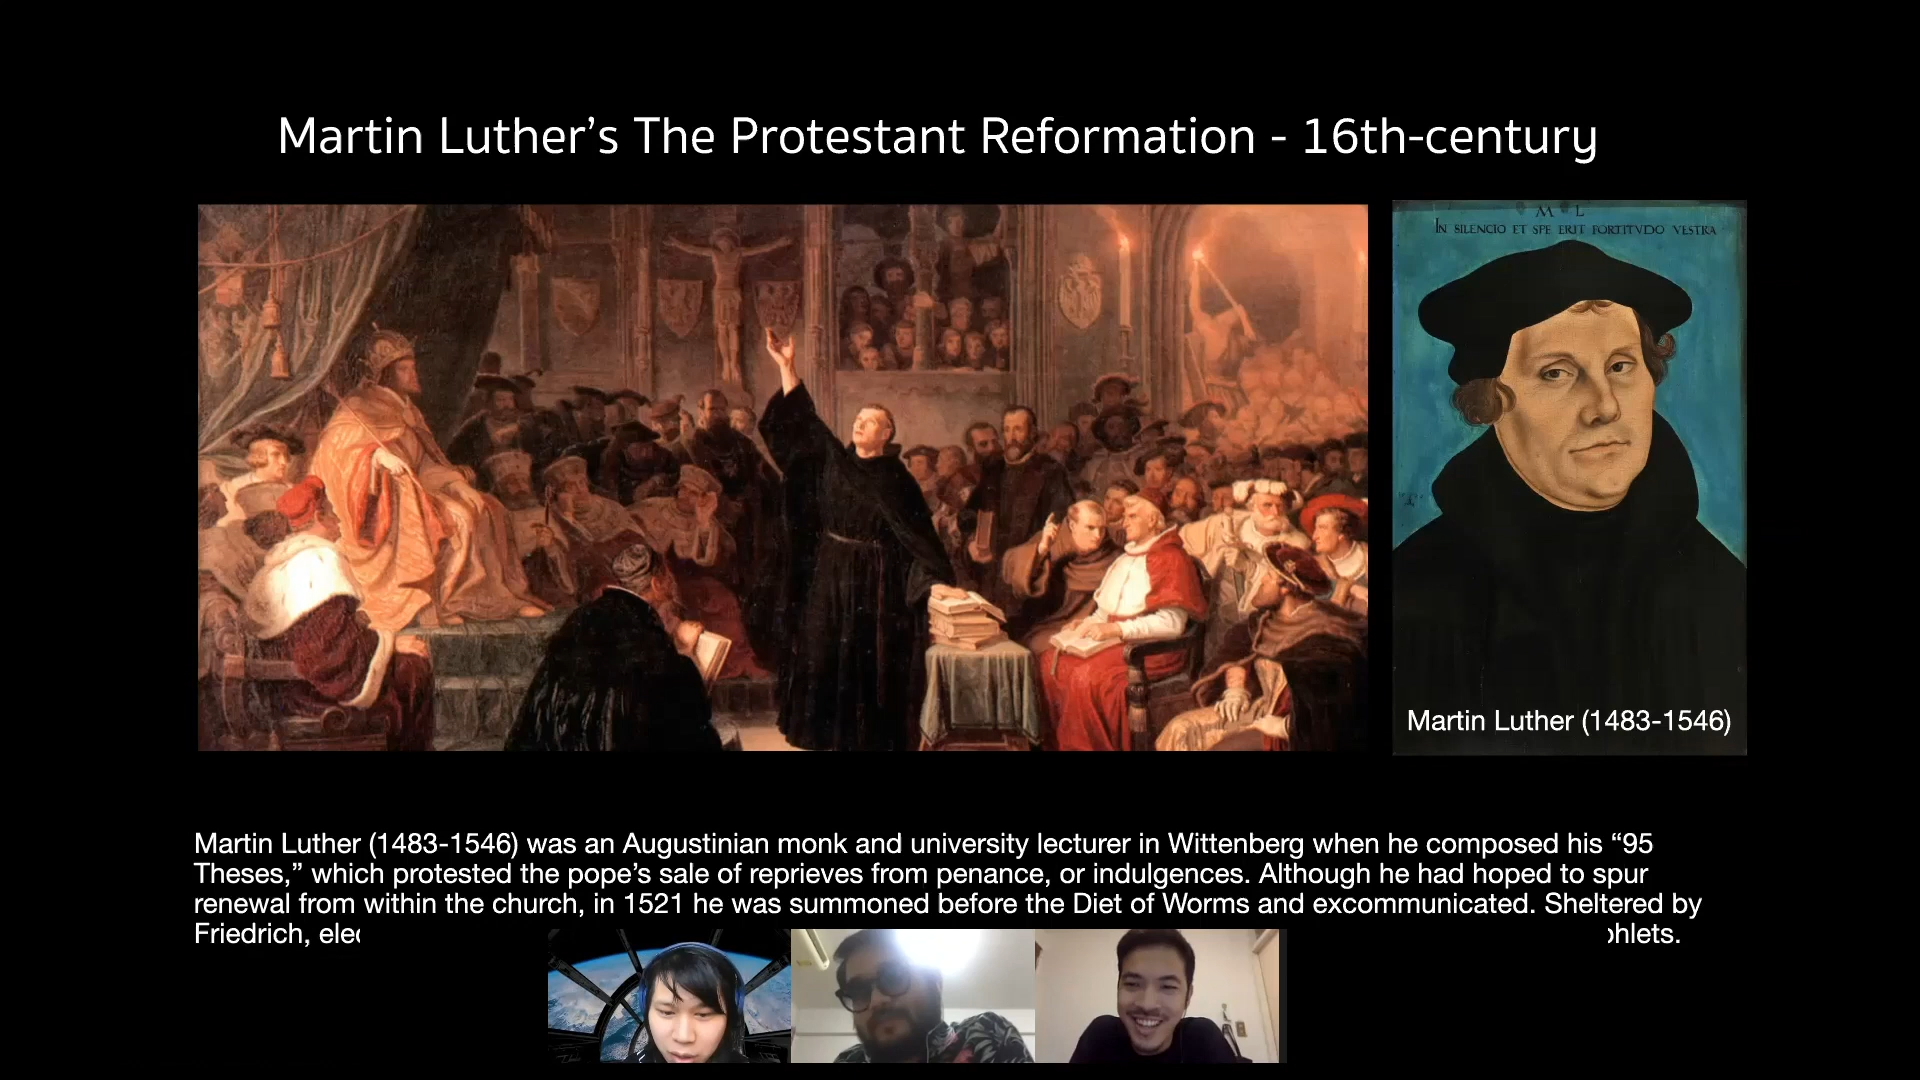 Martin Luther’s The Protestant Reformation - 16th-century
M L
IN SILENCIO ET SPE ERIT FORTITVDO VESTRA
Martin Luther (1483-1546)
Martin Luther (1483-1546) was an Augustinian monk and university lecturer in Wittenberg when he composed his “95
Theses,” which protested the pope’s sale of reprieves from penance, or indulgences. Although he had hoped to spur
renewal from within the church, in 1521 he was summoned before the Diet of Worms and excommunicated. Sheltered by
Friedrich,